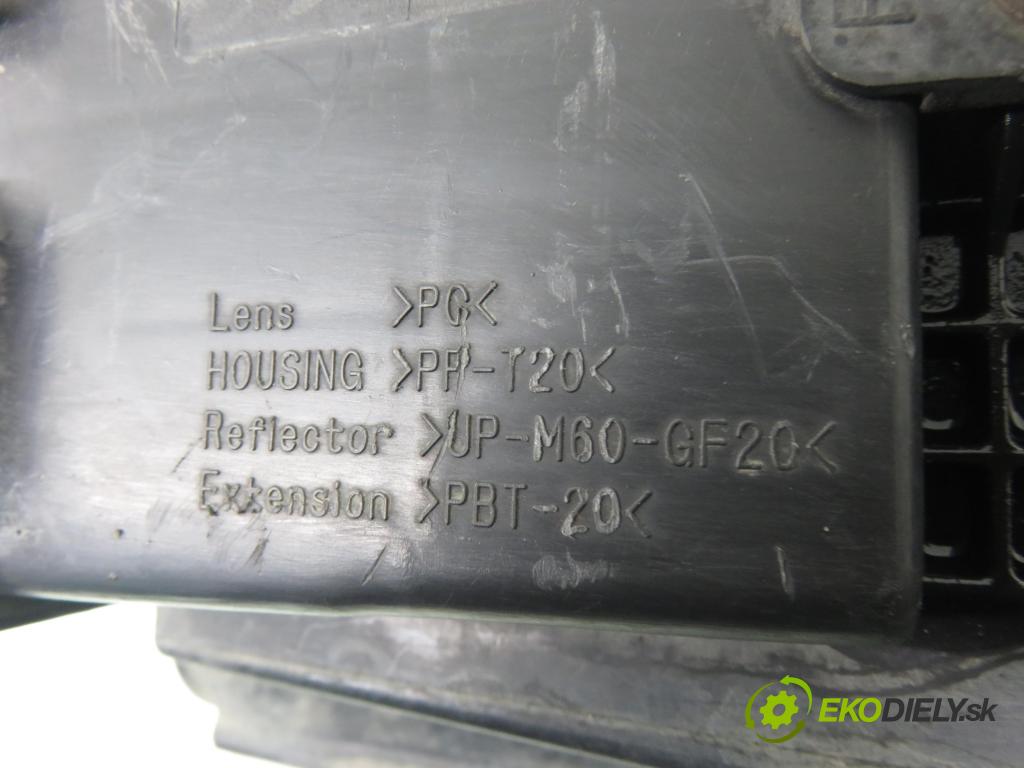 Lens >PC<
HOUSING >PP-T20<
Reflector >UP-M60-GF20<
Extension >PBT-20<
EKODIELY.sk